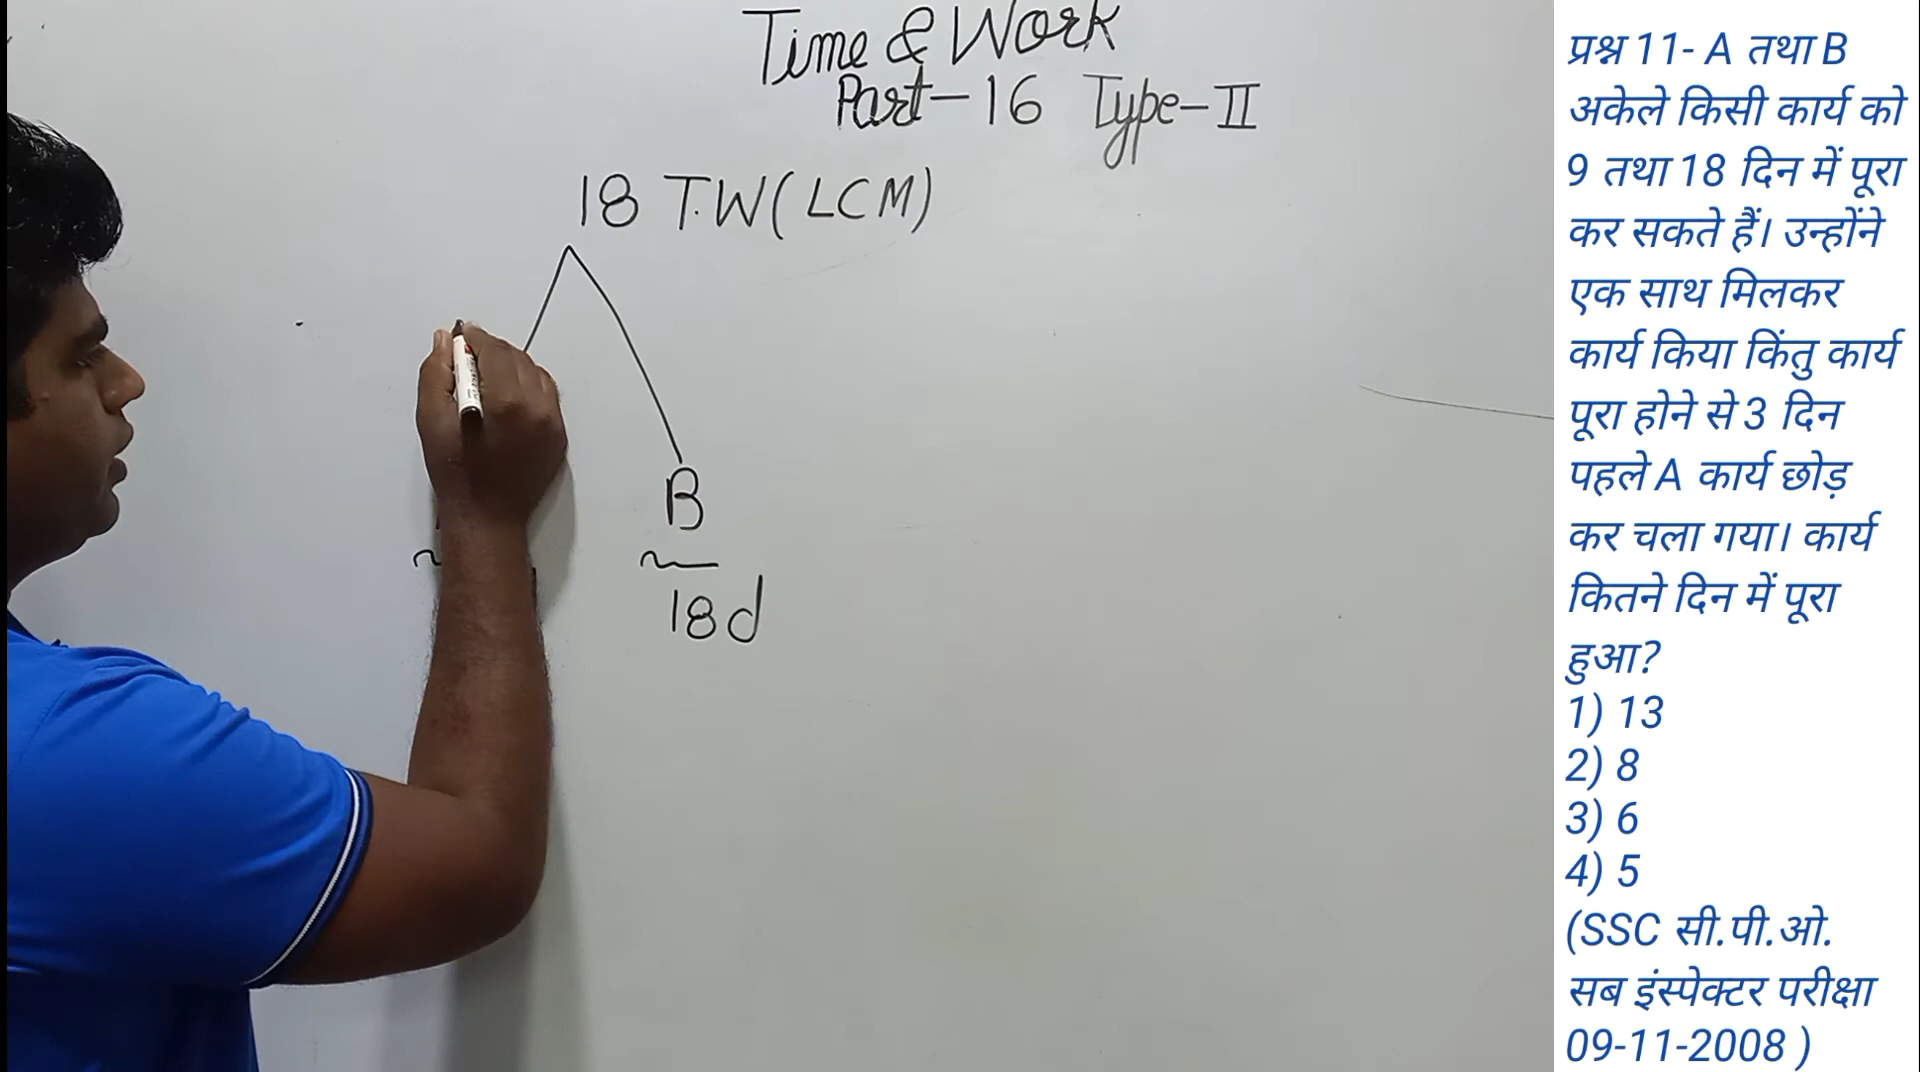 Time & Work
Part-16 Type-II
18 T.W(LCM)
B
18d
प्रश्न 11- A तथा B
अकेले किसी कार्य को
9 तथा 18 दिन में पूरा
कर सकते हैं। उन्होंने
एक साथ मिलकर
कार्य किया किंतु कार्य
पूरा होने से 3 दिन
पहले A कार्य छोड़
कर चला गया। कार्य
कितने दिन में पूरा
हुआ?
1) 13
2) 8
3) 6
4) 5
(SSC सी.पी.ओ.
सब इंस्पेक्टर परीक्षा
09-11-2008 )